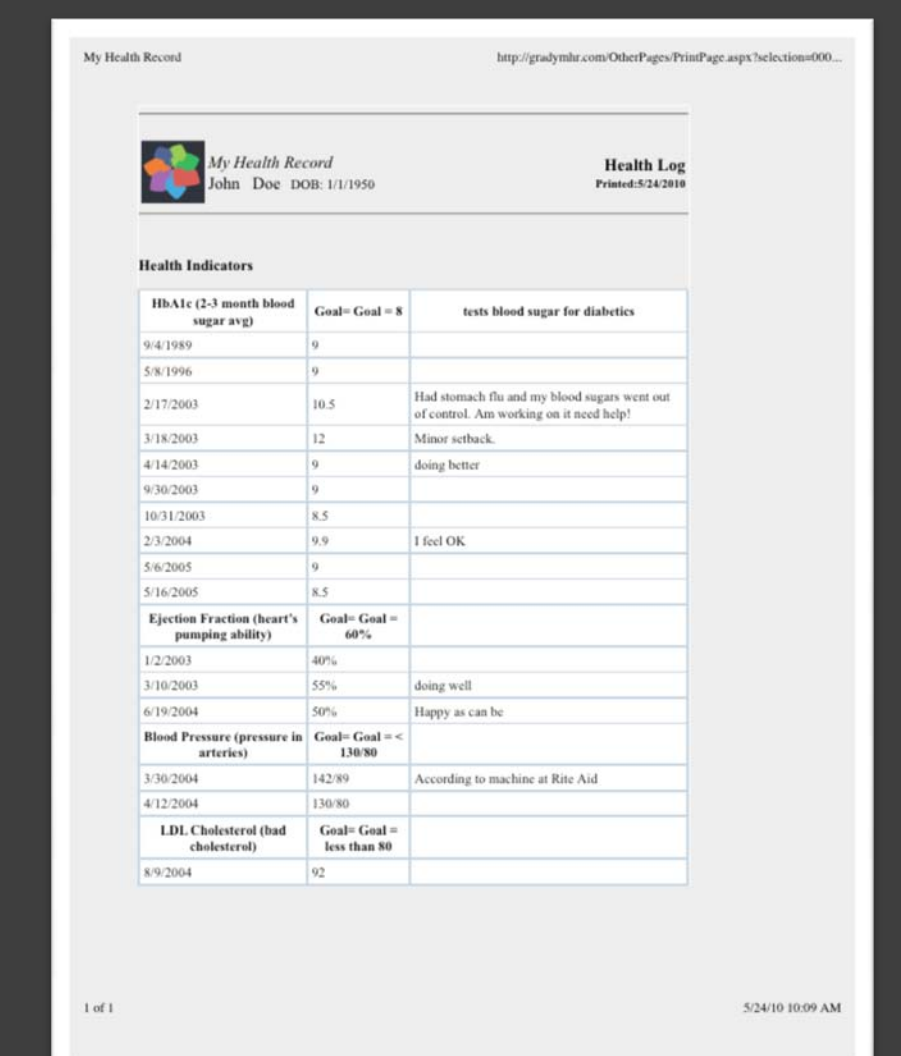 My Health Record
http://gradymhr.com/OtherPages/PrintPage.aspx?selection=000...
My Health Record
John Doe DOB: 1/1/1950
Health Log
Printed:5/24/2010
Health Indicators
HbA1c (2-3 month blood
sugar avg)
Goal= Goal = 8
tests blood sugar for diabetics
9/4/1989 9
5/8/1996 9
2/17/2003 10.5 Had stomach flu and my blood sugars went out
of control. Am working on it need help!
3/18/2003 12 Minor setback.
4/14/2003 9 doing better
9/30/2003 9
10/31/2003 8.5
2/3/2004 9.9 I feel OK
5/6/2005 9
5/16/2005 8.5
Ejection Fraction (heart's
pumping ability)
Goal= Goal =
60%
1/2/2003 40%
3/10/2003 55% doing well
6/19/2004 50% Happy as can be
Blood Pressure (pressure in
arteries)
Goal= Goal = <
130/80
3/30/2004 142/89 According to machine at Rite Aid
4/12/2004 130/80
LDL Cholesterol (bad
cholesterol)
Goal= Goal =
less than 80
8/9/2004 92
1 of 1
5/24/10 10:09 AM